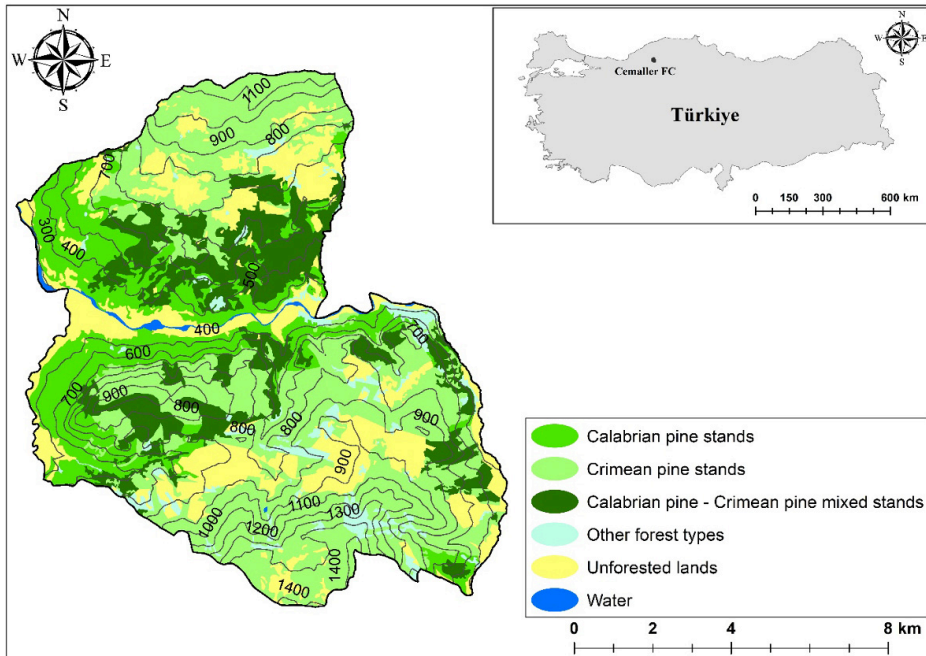 N
W E
S
N
W E
S
Cemaller FC
Türkiye
0 150 300 450 600 km
1100
900
800
700
300
400
500
400
600
700
700
900
800
800
800
900
900
1100
1000
1200
1300
1400
1400
Calabrian pine stands
Crimean pine stands
Calabrian pine - Crimean pine mixed stands
Other forest types
Unforested lands
Water
0 2 4 8 km